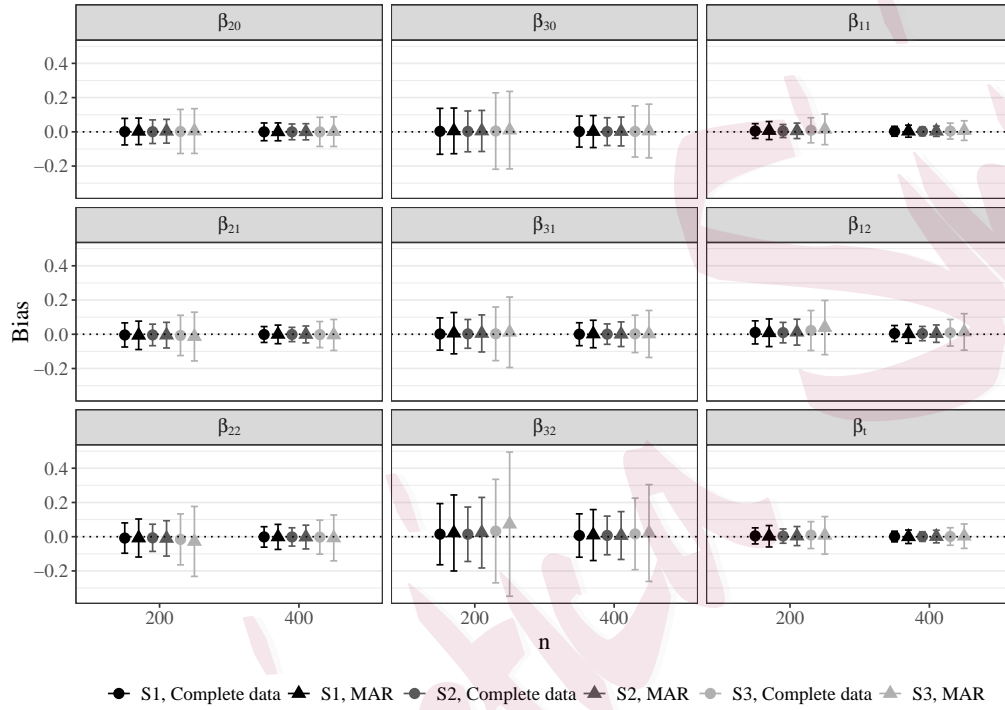 β₂₀ β₃₀ β₁₁
0.4
0.2
0.0
−0.2
β₂₁ β₃₁ β₁₂
0.4
0.2
0.0
−0.2
β₂₂ β₃₂ βₜ
0.4
0.2
0.0
−0.2
Bias
200 400 200 400 200 400
n
S1, Complete data S1, MAR S2, Complete data S2, MAR S3, Complete data S3, MAR